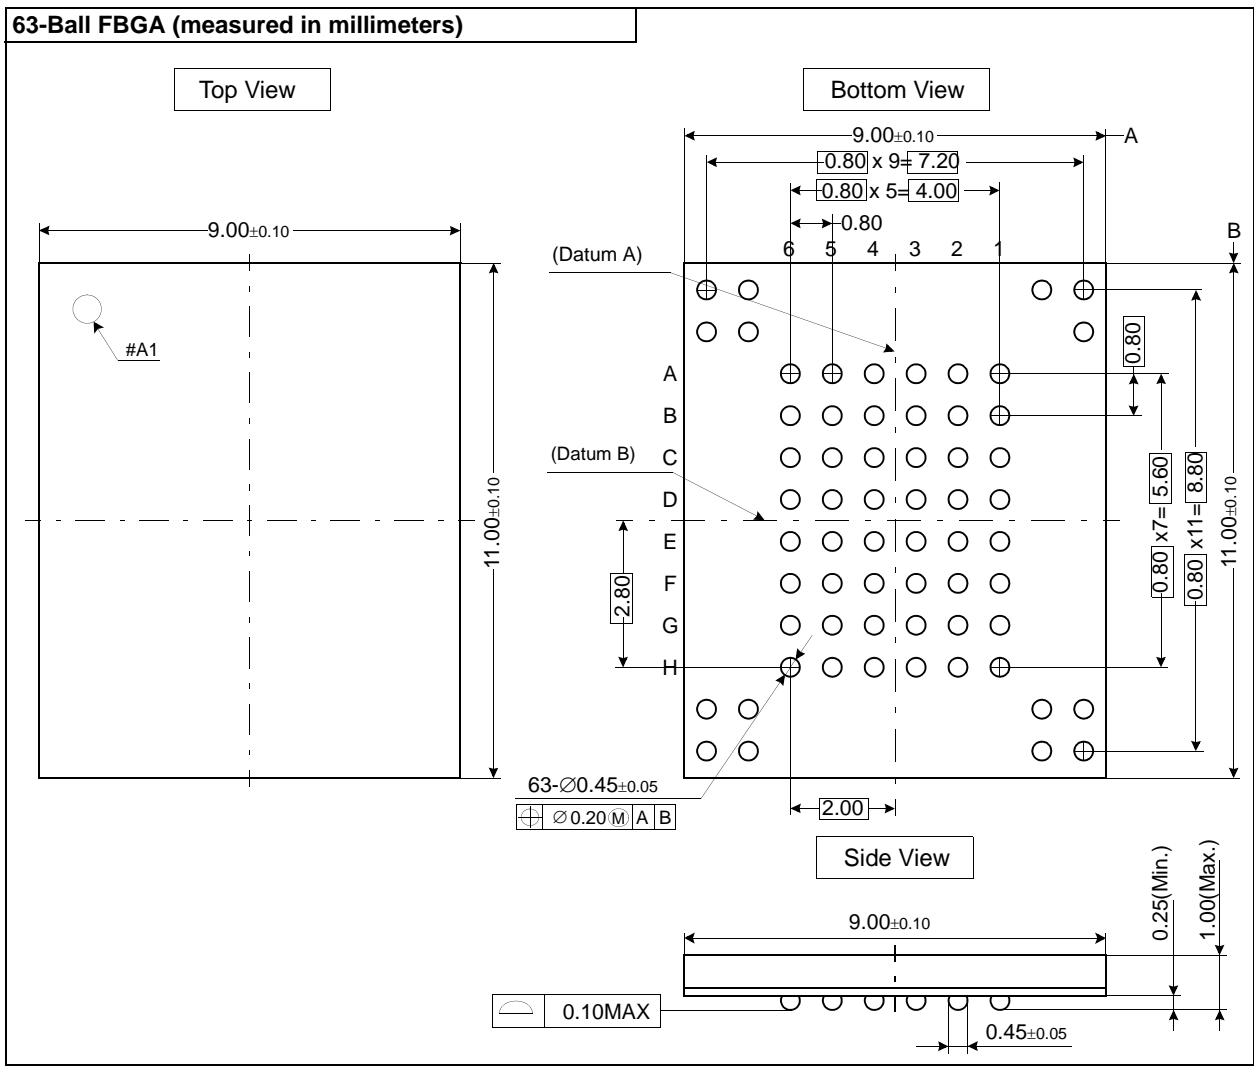 63-Ball FBGA (measured in millimeters)
Top View
Bottom View
9.00±0.10
A
0.80 x 9= 7.20
0.80 x 5= 4.00
0.80
9.00±0.10
B
6 5 4 3 2 1
(Datum A)
#A1
0.80
A
B
C
D
E
F
G
H
(Datum B)
11.00±0.10
2.80
0.80 x7= 5.60
0.80 x11= 8.80
11.00±0.10
63-∅0.45±0.05
⌖ ∅0.20Ⓜ A B
2.00
Side View
9.00±0.10
0.25(Min.)
1.00(Max.)
0.10MAX
0.45±0.05